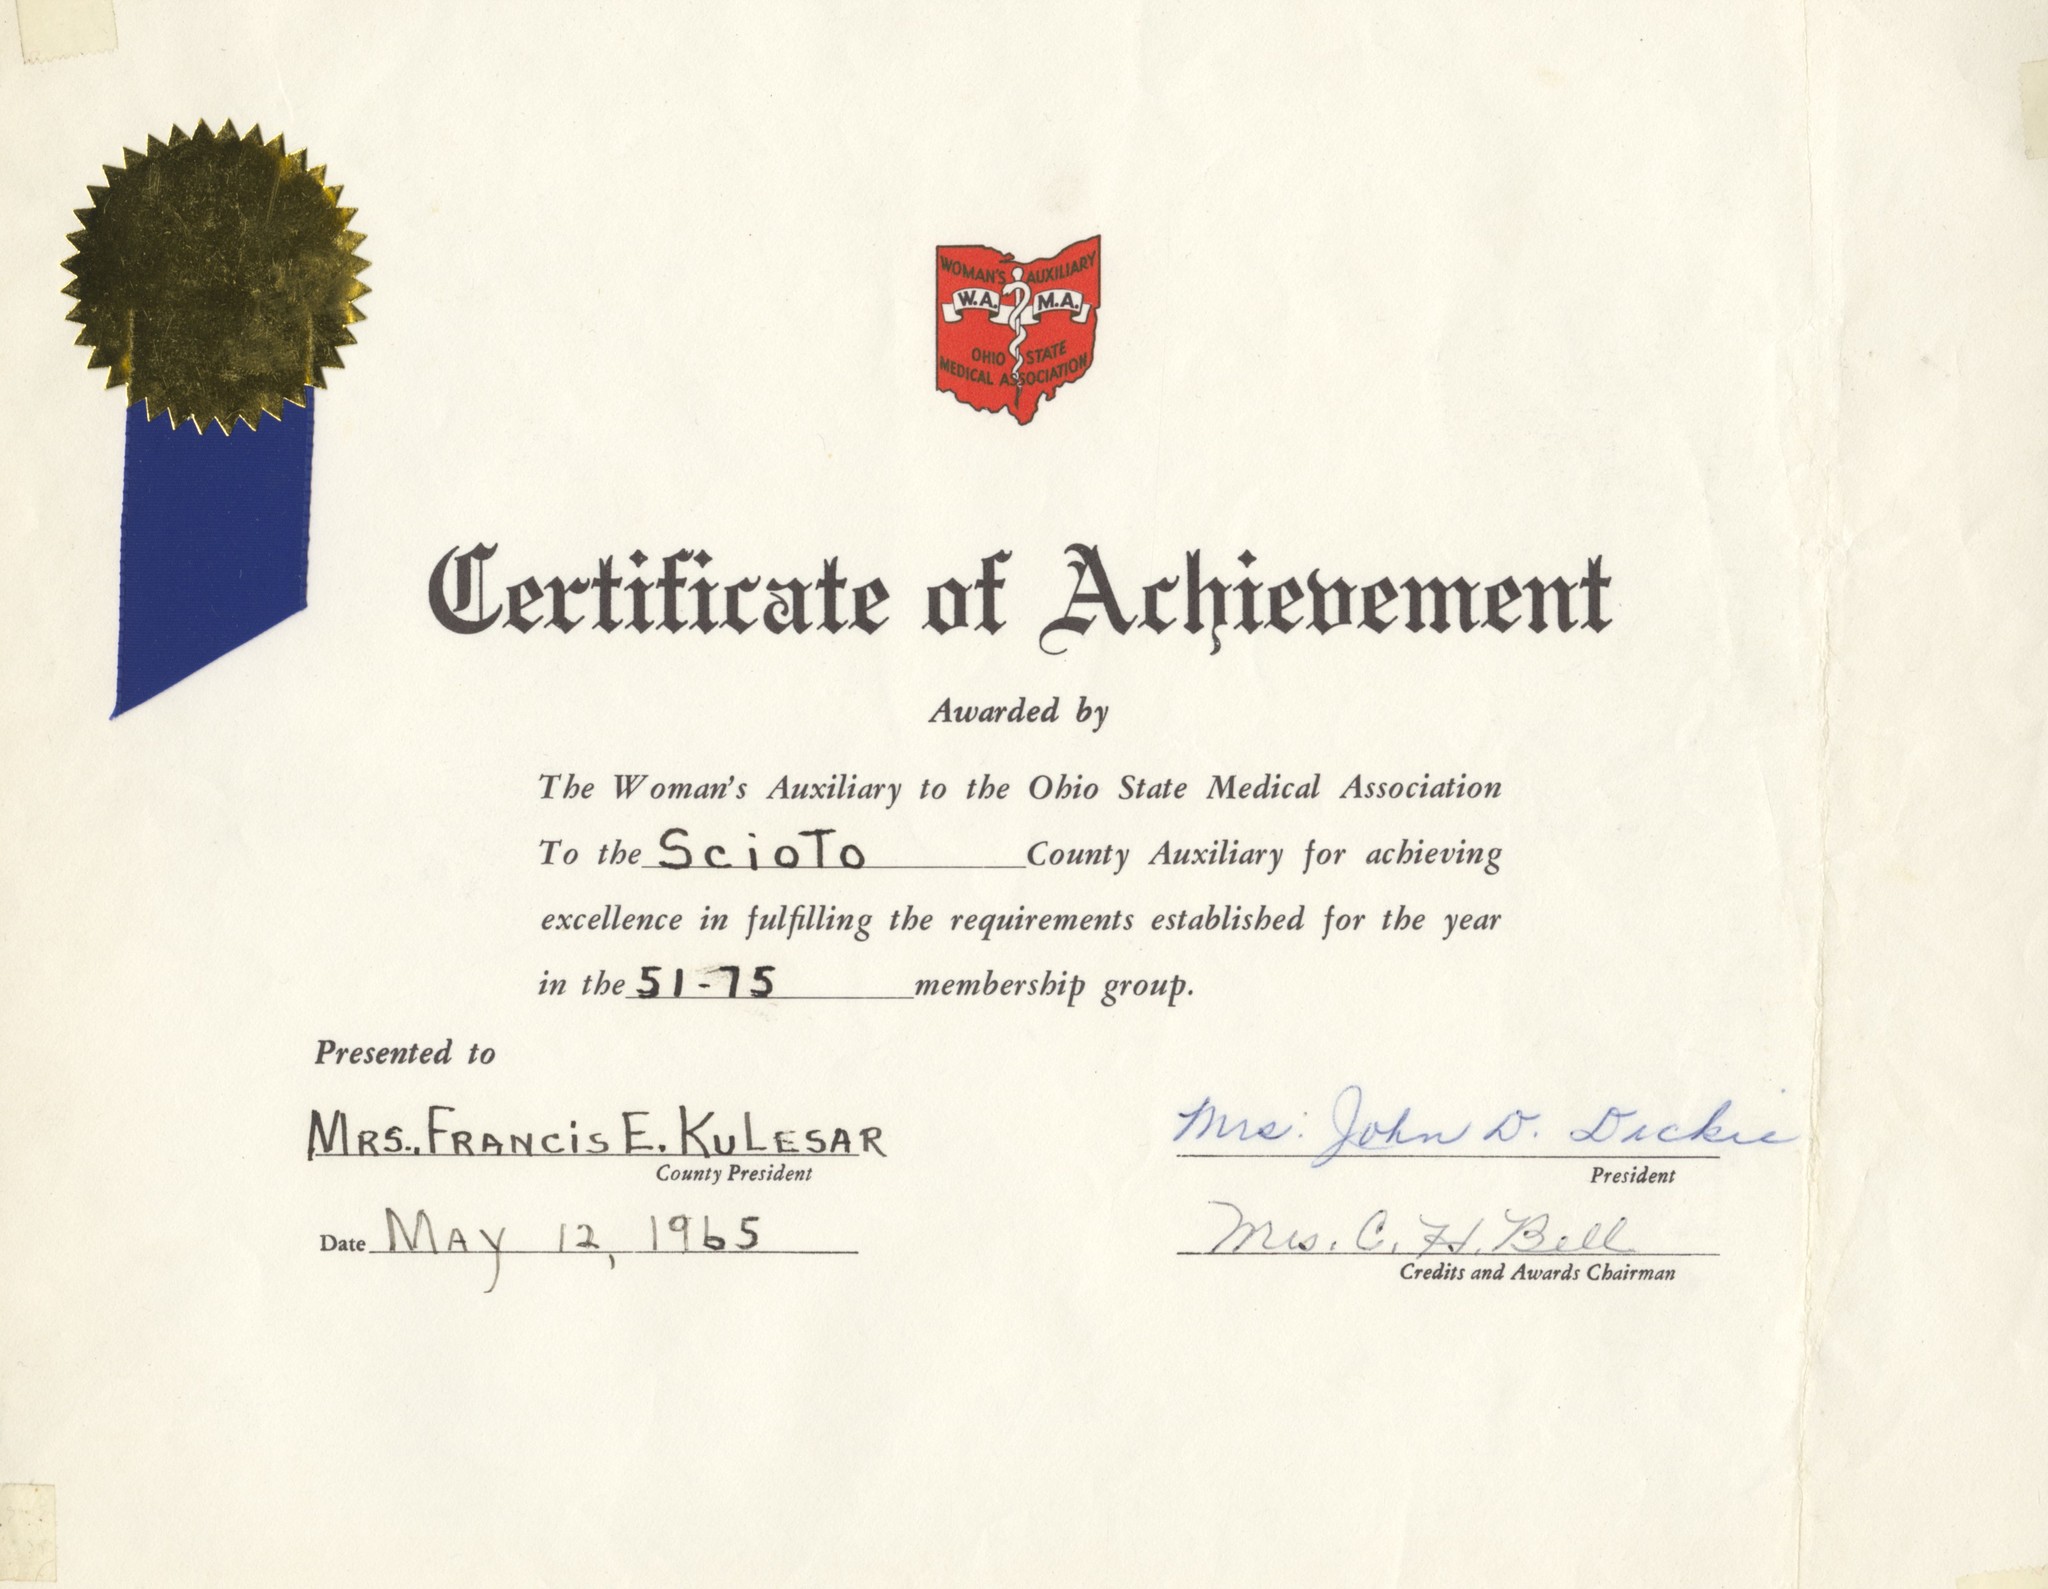 WOMAN'S AUXILIARY
W.A. M.A.
OHIO STATE
MEDICAL ASSOCIATION
Certificate of Achievement
Awarded by
The Woman's Auxiliary to the Ohio State Medical Association
To the ScioTo County Auxiliary for achieving
excellence in fulfilling the requirements established for the year
in the 51-75 membership group.
Presented to
MRS., FRANCIS E. KULESAR
County President
Mrs. John D. Dickie
President
Date MAY 12, 1965
Mrs. C. H. Bell
Credits and Awards Chairman